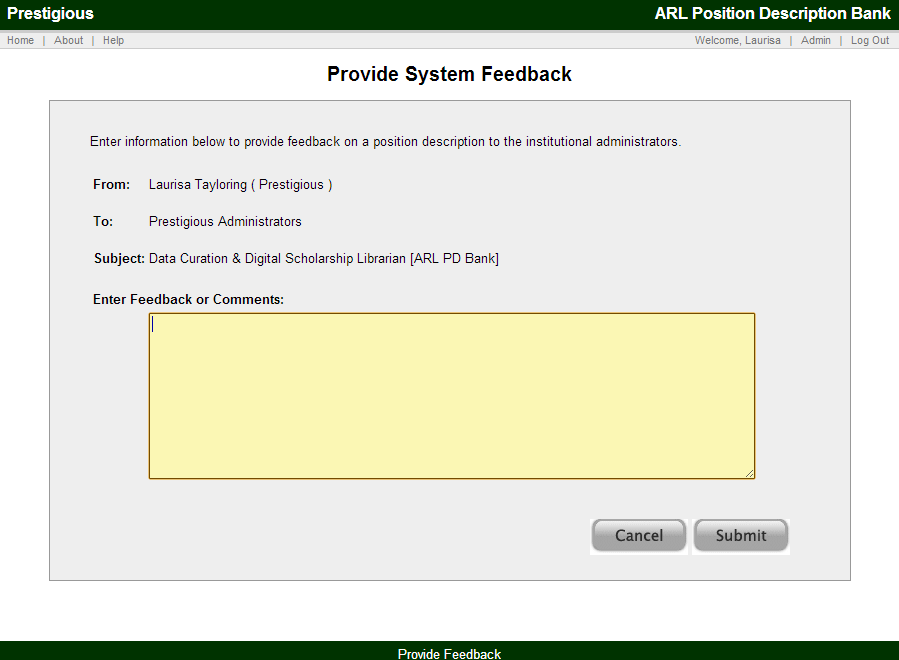 Prestigious ARL Position Description Bank
Home | About | Help Welcome, Laurisa | Admin | Log Out
Provide System Feedback
Enter information below to provide feedback on a position description to the institutional administrators.
From: Laurisa Tayloring ( Prestigious )
To: Prestigious Administrators
Subject: Data Curation & Digital Scholarship Librarian [ARL PD Bank]
Enter Feedback or Comments:
Cancel Submit
Provide Feedback